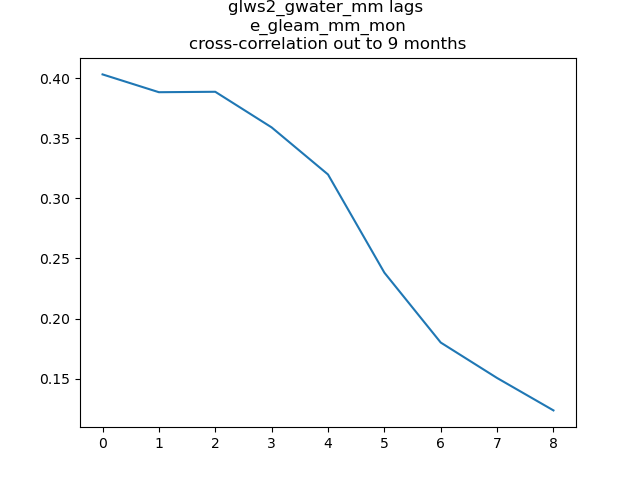 glws2_gwater_mm lags
e_gleam_mm_mon
cross-correlation out to 9 months
0.40
0.35
0.30
0.25
0.20
0.15
0 1 2 3 4 5 6 7 8